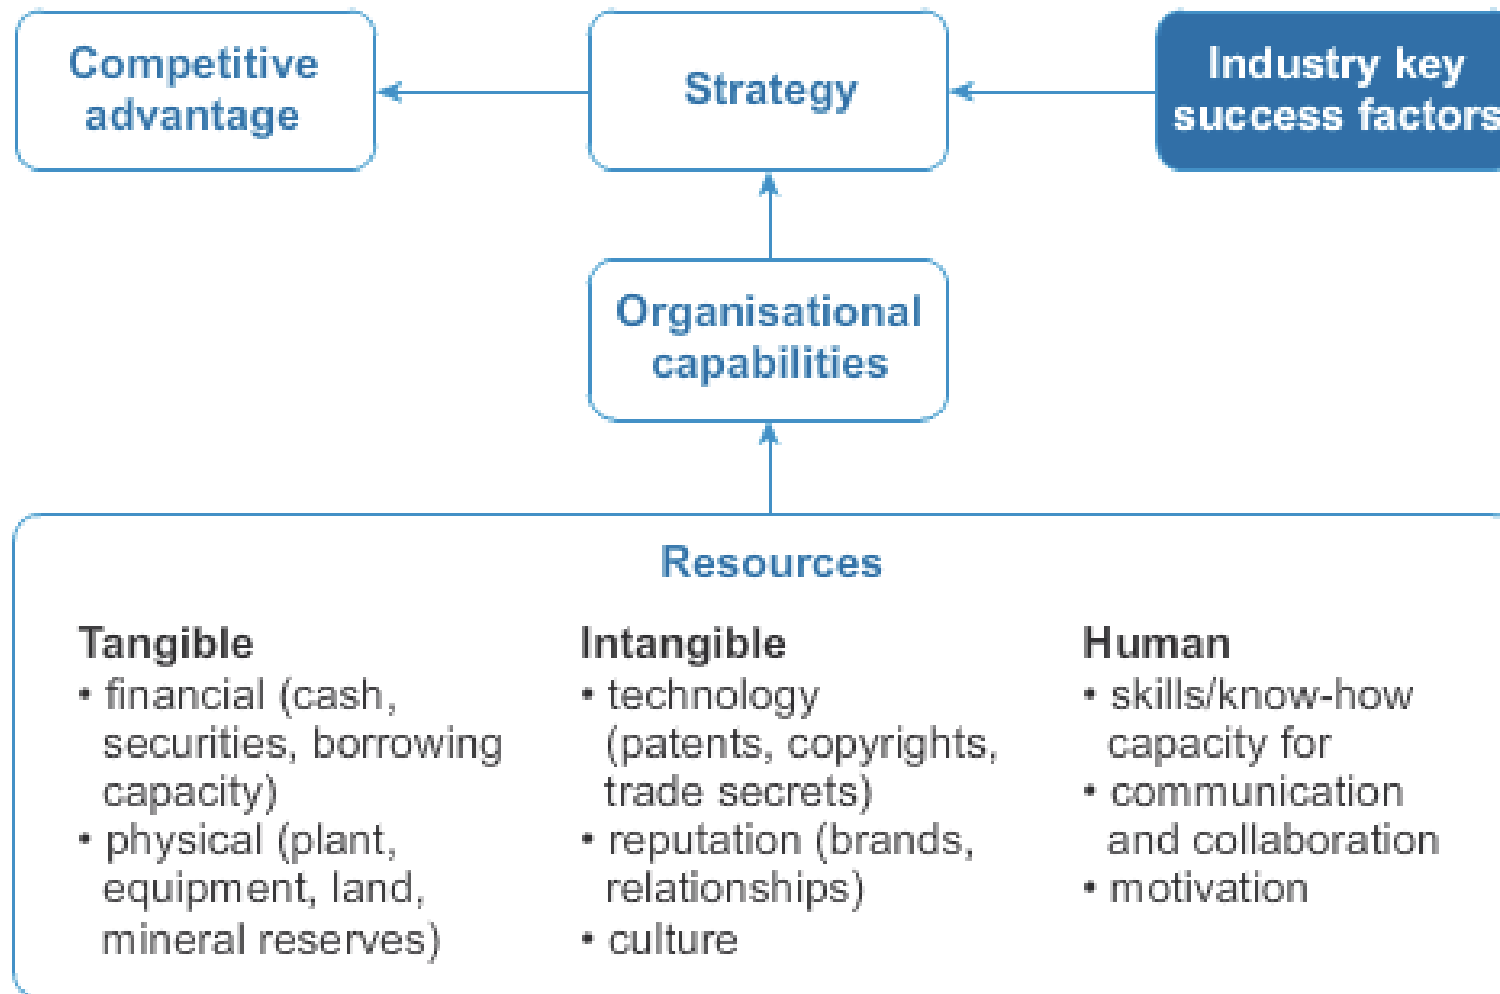 Competitive
advantage
Strategy
Industry key
success factors
Organisational
capabilities
Resources
Tangible
• financial (cash,
securities, borrowing
capacity)
• physical (plant,
equipment, land,
mineral reserves)
Intangible
• technology
(patents, copyrights,
trade secrets)
• reputation (brands,
relationships)
• culture
Human
• skills/know-how
capacity for
• communication
and collaboration
• motivation